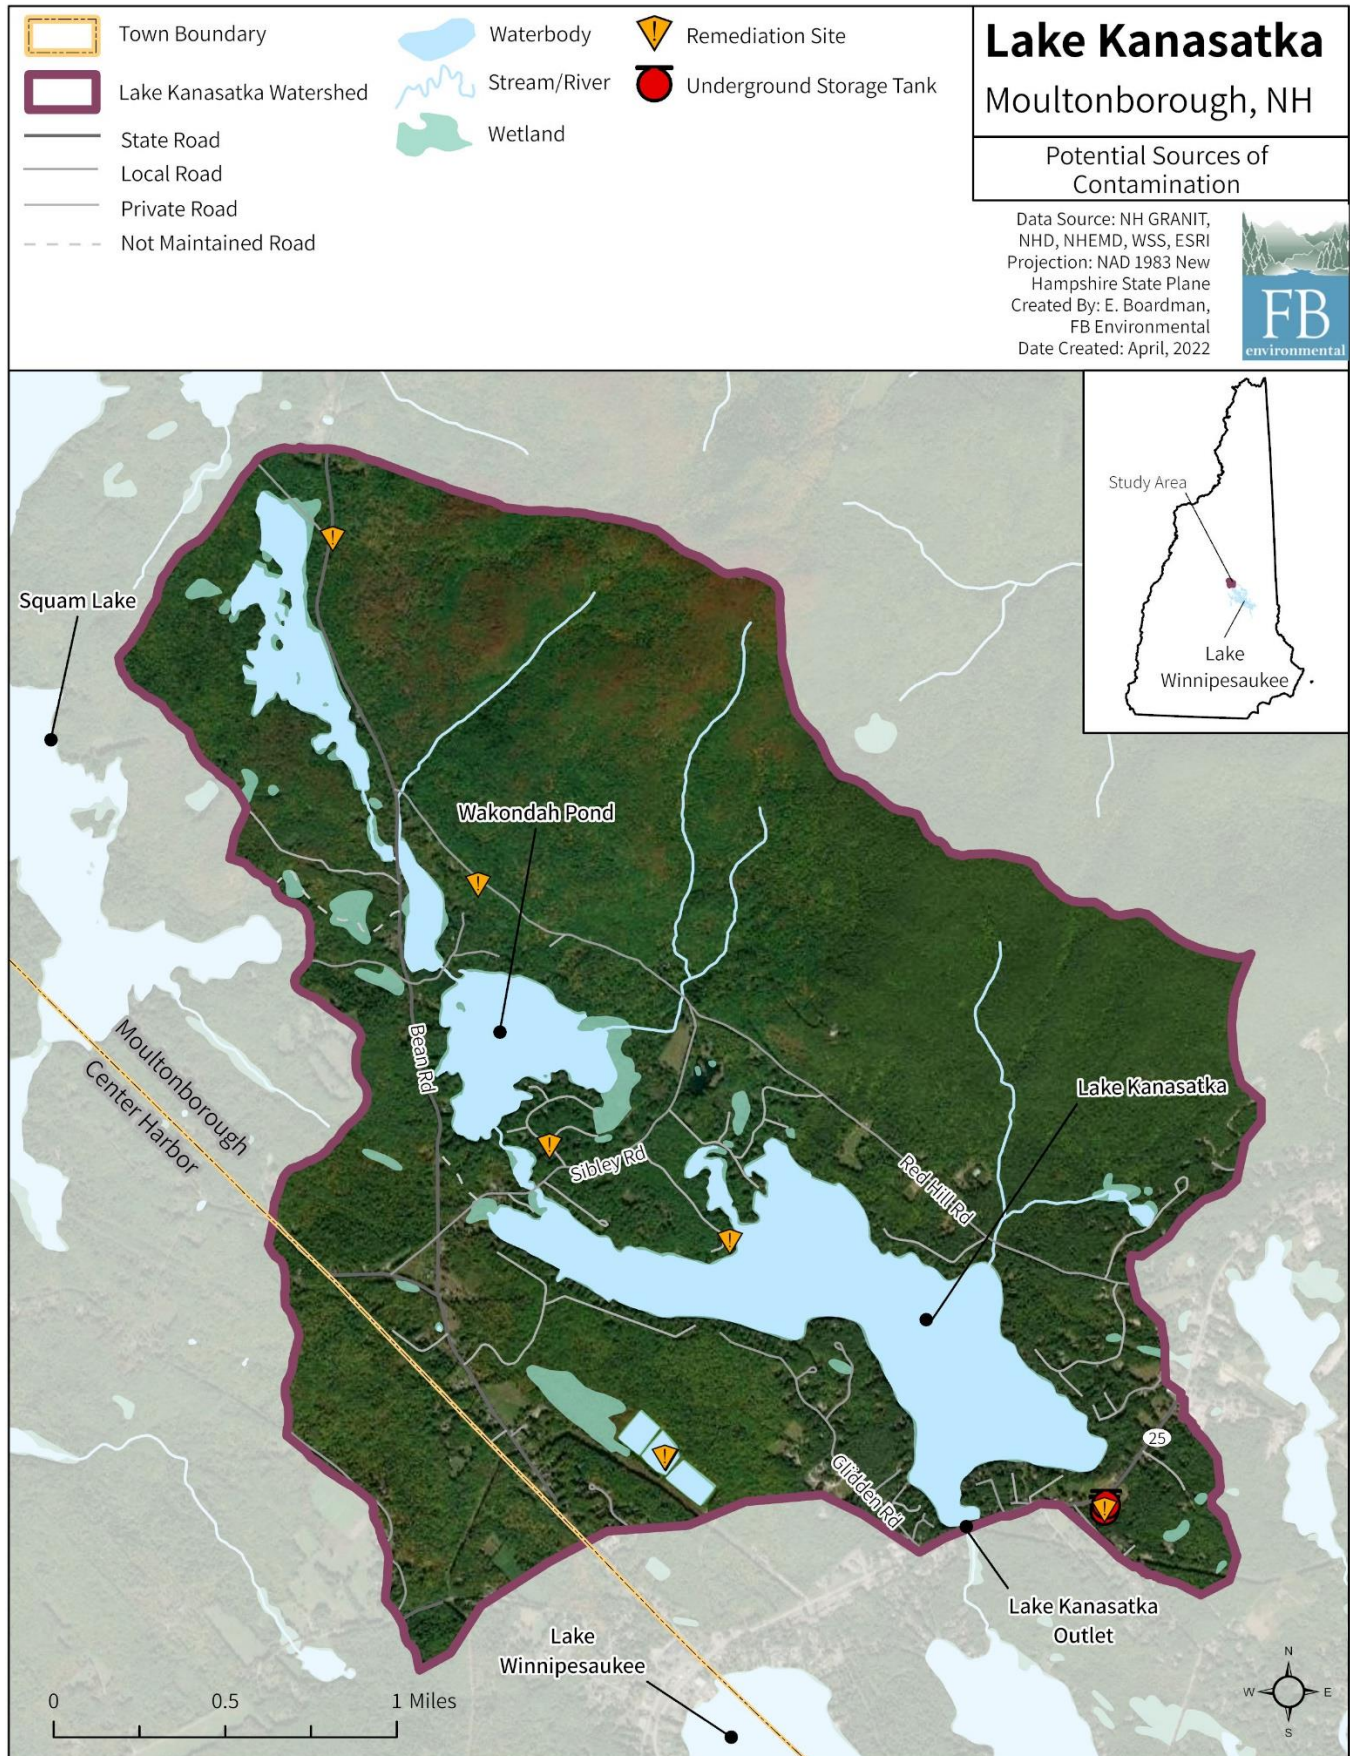 Town Boundary
Lake Kanasatka Watershed
State Road
Local Road
Private Road
Not Maintained Road
Waterbody
Stream/River
Wetland
Remediation Site
Underground Storage Tank
Lake Kanasatka
Moultonborough, NH
Potential Sources of
Contamination
Data Source: NH GRANIT,
NHD, NHEMD, WSS, ESRI
Projection: NAD 1983 New
Hampshire State Plane
Created By: E. Boardman,
FB Environmental
Date Created: April, 2022
FB
environmental
Study Area
Lake
Winnipesaukee
Squam Lake
Wakondah Pond
Bean Rd
Moultonborough
Center Harbor
Lake Kanasatka
Sibley Rd
Red Hill Rd
25
Glidden Rd
Lake Kanasatka
Outlet
Lake
Winnipesaukee
0 0.5 1 Miles
N
W E
S